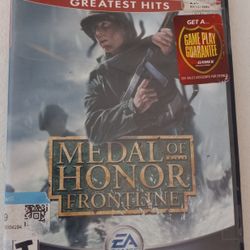 GREATEST HITS
GET A...
GAME PLAY
GUARANTEE
MEDAL OF
HONOR
FRONTLINE
EA
T